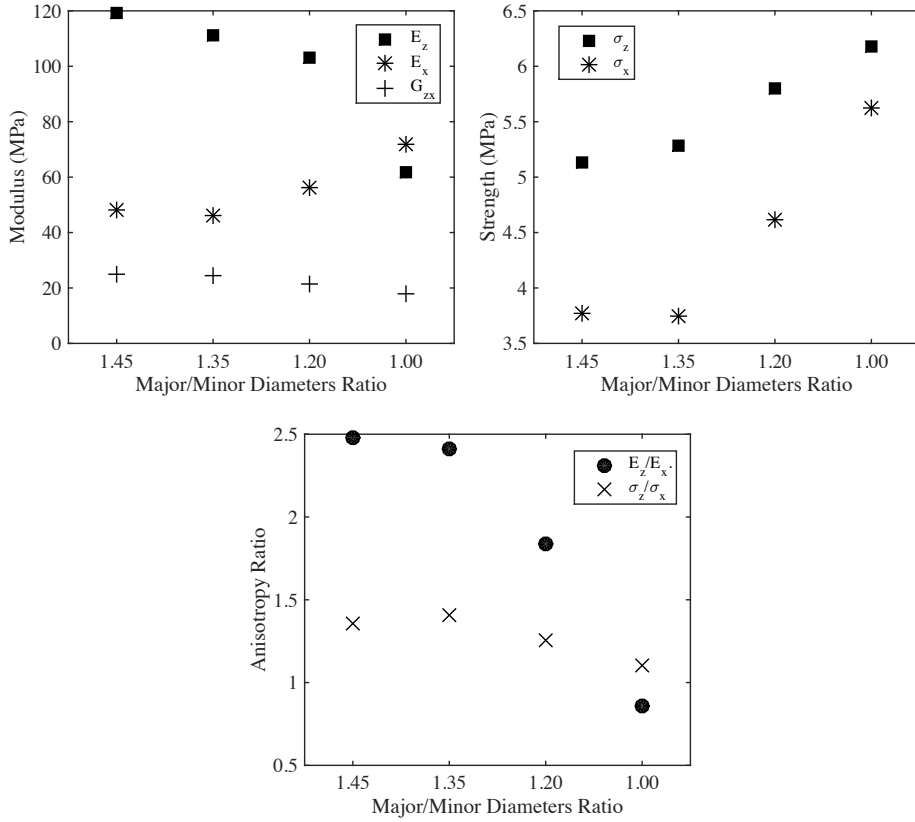 120
100
80
60
40
20
0
Modulus (MPa)
1.45 1.35 1.20 1.00
Major/Minor Diameters Ratio
E_z
E_x
G_zx
6.5
6
5.5
5
4.5
4
3.5
Strength (MPa)
1.45 1.35 1.20 1.00
Major/Minor Diameters Ratio
σ_z
σ_x
2.5
2
1.5
1
0.5
Anisotropy Ratio
1.45 1.35 1.20 1.00
Major/Minor Diameters Ratio
E_z/E_x.
σ_z/σ_x